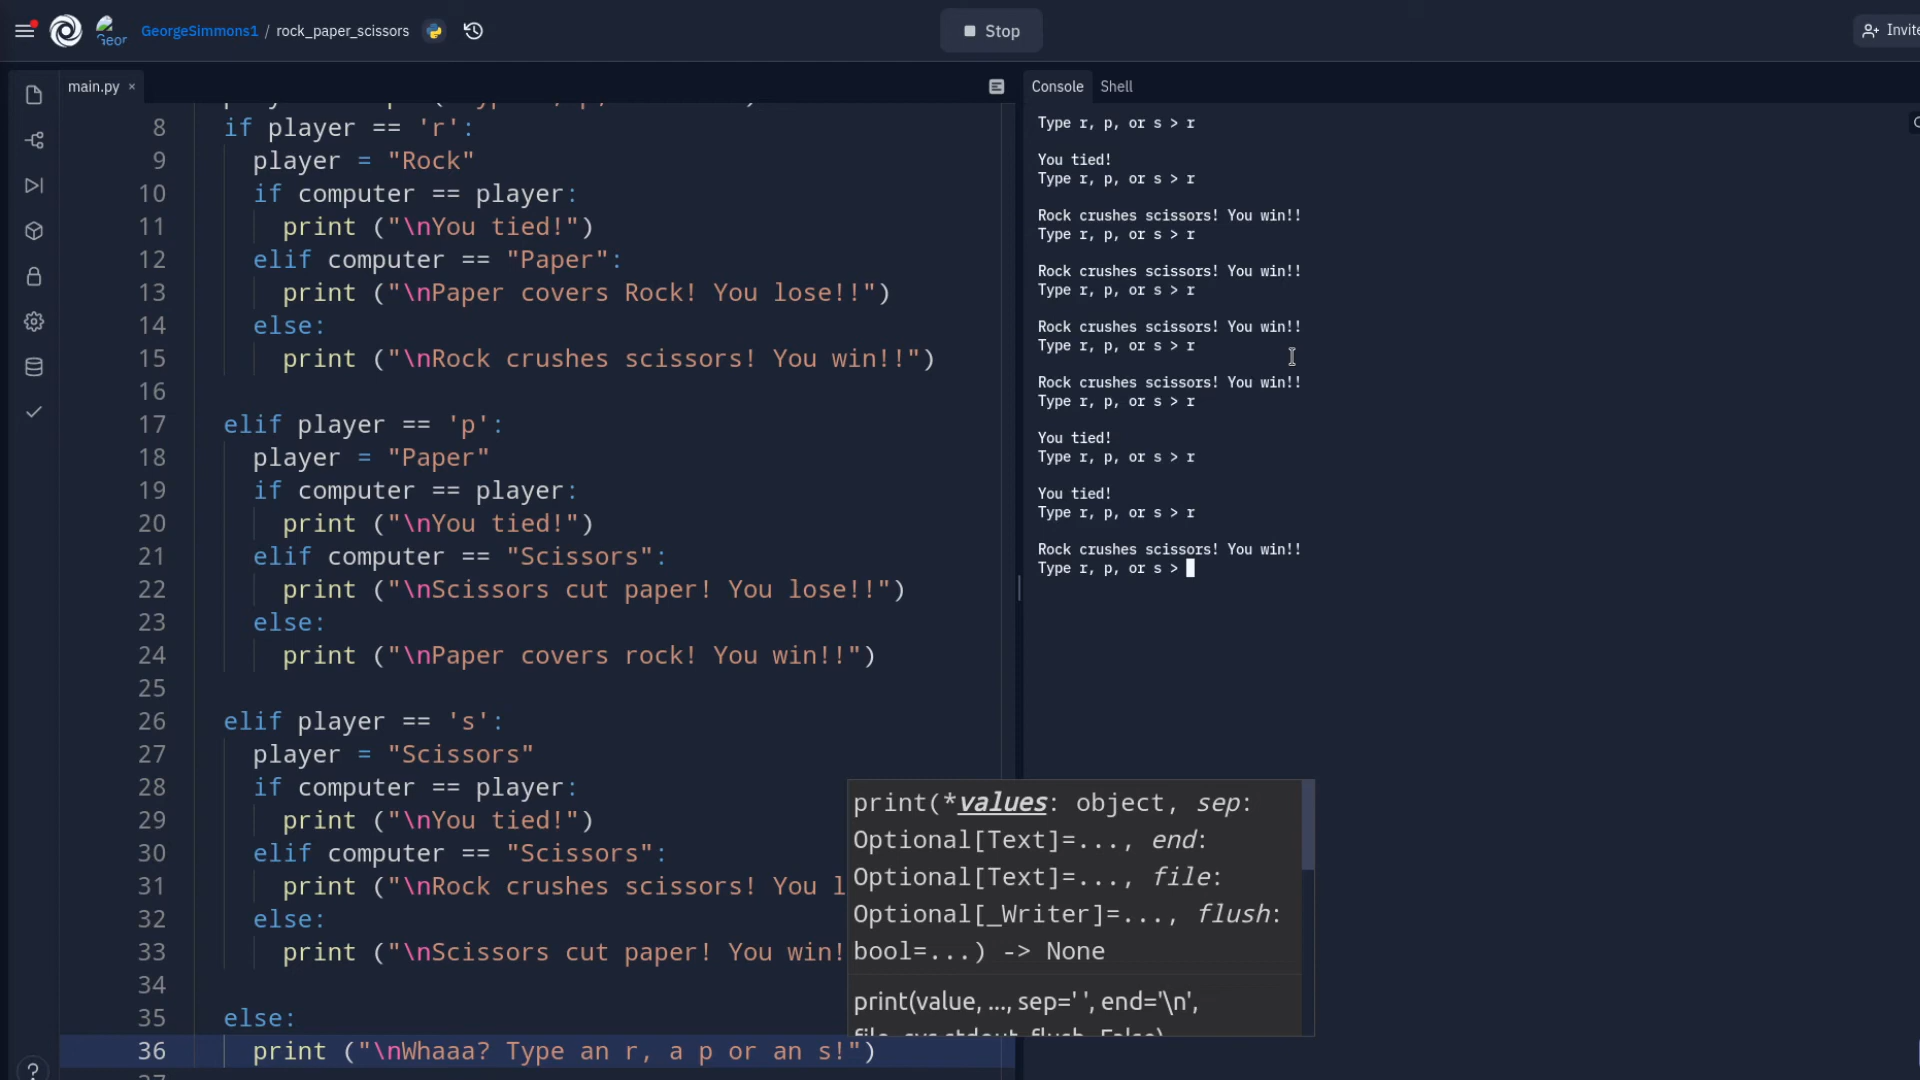 Geor
GeorgeSimmons1 / rock_paper_scissors
Stop
Invite
main.py ×
8 if player == 'r':
9 player = "Rock"
10 if computer == player:
11 print ("\nYou tied!")
12 elif computer == "Paper":
13 print ("\nPaper covers Rock! You lose!!")
14 else:
15 print ("\nRock crushes scissors! You win!!")
16
17 elif player == 'p':
18 player = "Paper"
19 if computer == player:
20 print ("\nYou tied!")
21 elif computer == "Scissors":
22 print ("\nScissors cut paper! You lose!!")
23 else:
24 print ("\nPaper covers rock! You win!!")
25
26 elif player == 's':
27 player = "Scissors"
28 if computer == player:
29 print ("\nYou tied!")
30 elif computer == "Scissors":
31 print ("\nRock crushes scissors! You l
32 else:
33 print ("\nScissors cut paper! You win!
34
35 else:
36 print ("\nWhaaa? Type an r, a p or an s!")
print(*values: object, sep:
Optional[Text]=..., end:
Optional[Text]=..., file:
Optional[_Writer]=..., flush:
bool=...) -> None
print(value, ..., sep=' ', end='\n',
Console Shell
Type r, p, or s > r
You tied!
Type r, p, or s > r
Rock crushes scissors! You win!!
Type r, p, or s > r
Rock crushes scissors! You win!!
Type r, p, or s > r
Rock crushes scissors! You win!!
Type r, p, or s > r
Rock crushes scissors! You win!!
Type r, p, or s > r
You tied!
Type r, p, or s > r
You tied!
Type r, p, or s > r
Rock crushes scissors! You win!!
Type r, p, or s >